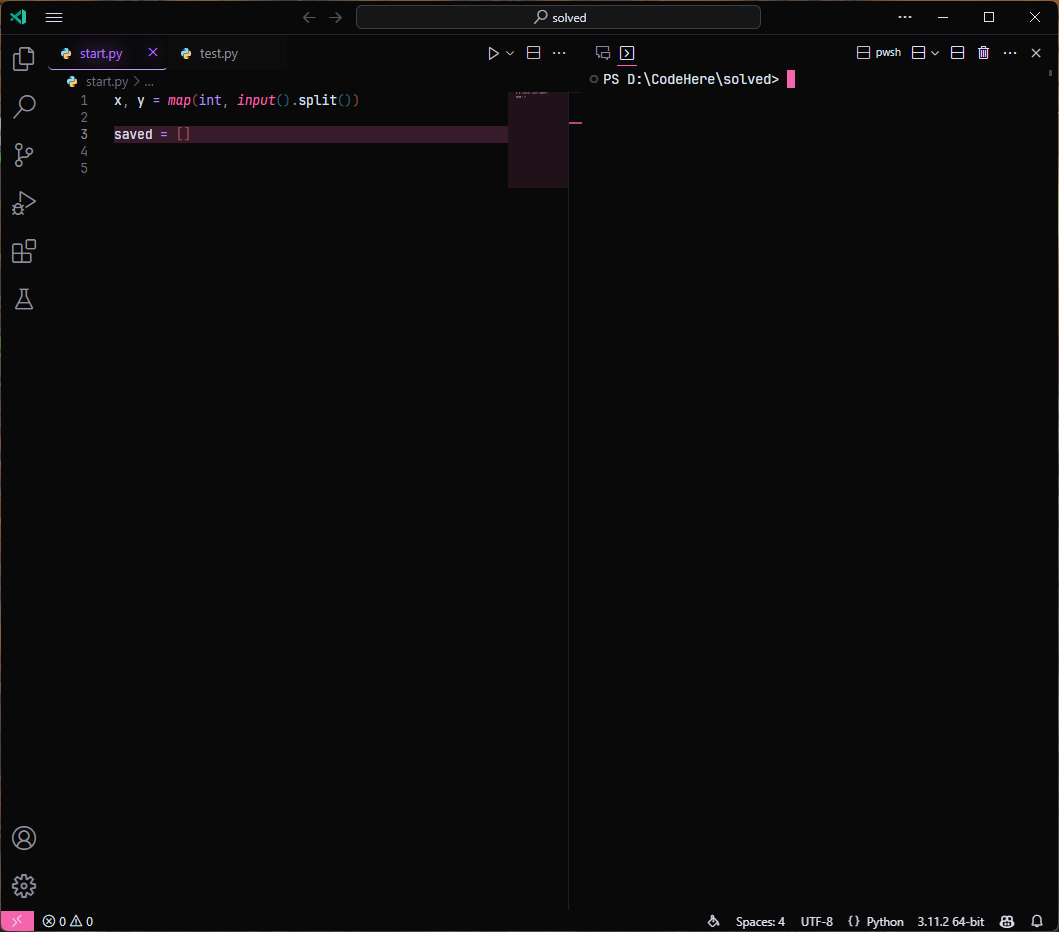 solved
start.py
test.py
pwsh
start.py > ...
PS D:\CodeHere\solved>
1 x, y = map(int, input().split())
2
3 saved = []
4
5
0 0
Spaces: 4
UTF-8
{} Python
3.11.2 64-bit